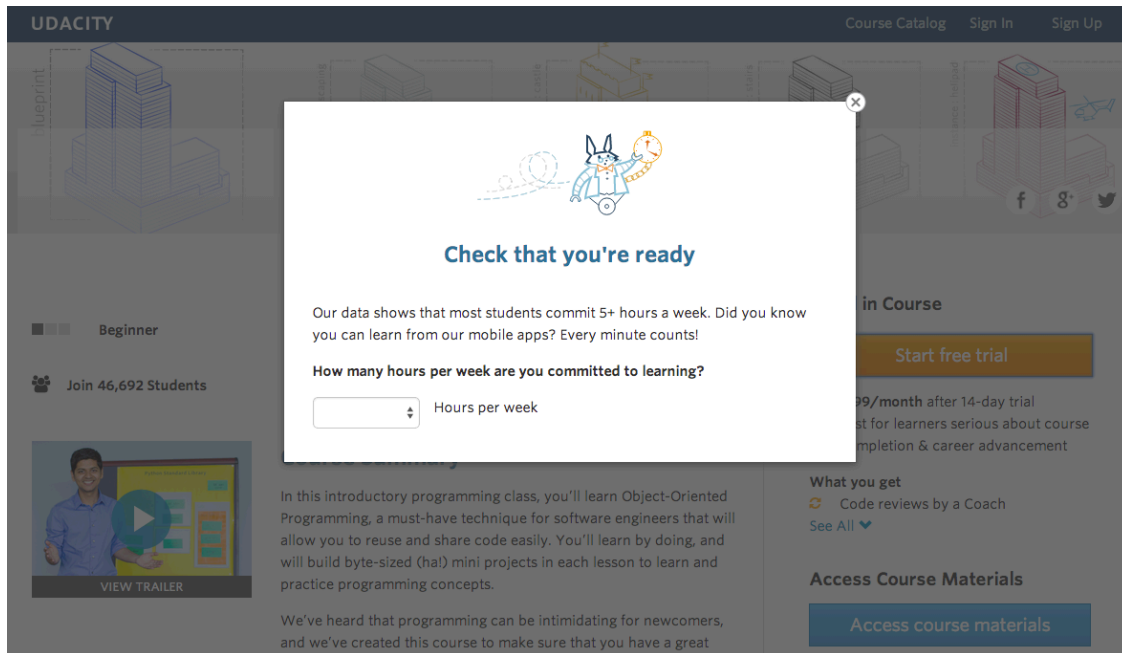 UDACITY
Course Catalog Sign In Sign Up
blueprint
Check that you're ready
Our data shows that most students commit 5+ hours a week. Did you know
you can learn from our mobile apps? Every minute counts!
How many hours per week are you committed to learning?
Hours per week
Beginner
Join 46,692 Students
VIEW TRAILER
Course Summary
In this introductory programming class, you'll learn Object-Oriented
Programming, a must-have technique for software engineers that will
allow you to reuse and share code easily. You'll learn by doing, and
will build byte-sized (ha!) mini projects in each lesson to learn and
practice programming concepts.
We've heard that programming can be intimidating for newcomers,
and we've created this course to make sure that you have a great
in Course
Start free trial
99/month after 14-day trial
st for learners serious about course
mpletion & career advancement
What you get
Code reviews by a Coach
See All
Access Course Materials
Access course materials